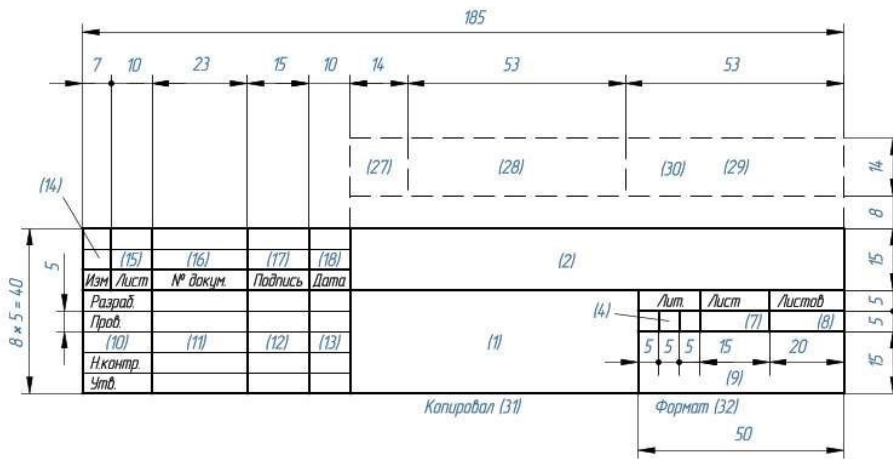 185
7 10 23 15 10 14 53 53
(27) (28) (30) (29) 14
(14) 8
(15) (16) (17) (18) (2) 15
5 Изм Лист № докум. Подпись Дата
8 × 5 = 40 Разраб. Лит. Лист Листов 5
Пров. (4) (7) (8) 5
(10) (11) (12) (13) (1) 5 5 5 15 20 15
Н.контр. (9)
Утв.
Копировал (31) Формат (32)
50